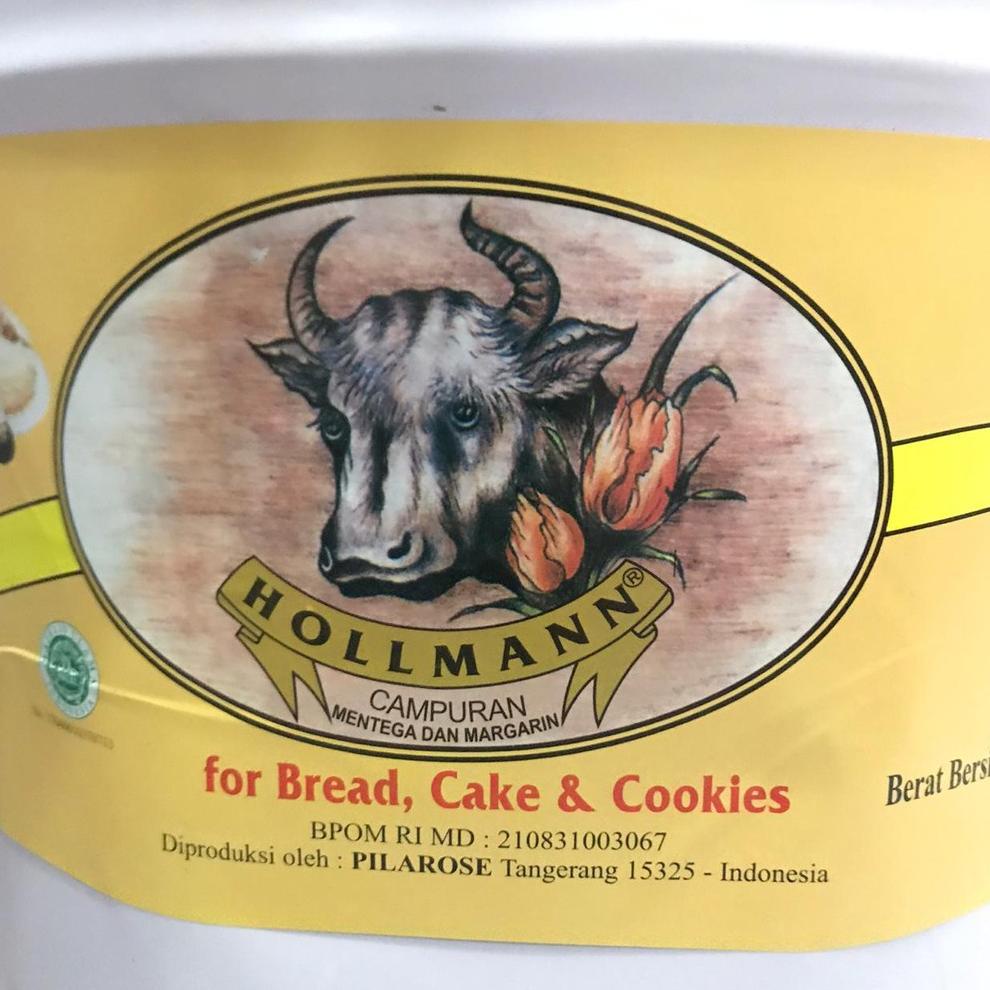 HOLLMANN®
CAMPURAN
MENTEGA DAN MARGARIN
for Bread, Cake & Cookies
BPOM RI MD : 210831003067
Diproduksi oleh : PILAROSE Tangerang 15325 - Indonesia
Berat